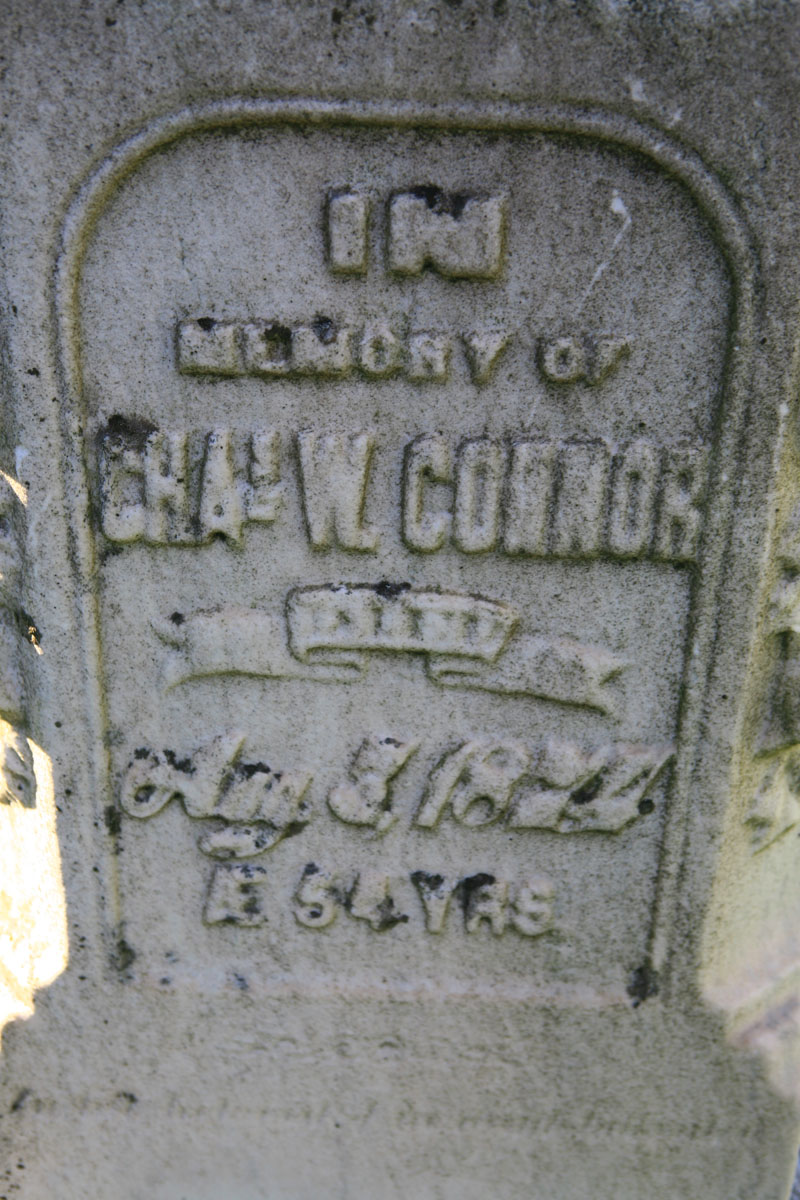 IN
MEMORY OF
CHAS W. CONNOR
DIED
Aug 3, 1874
Æ 54 YRS